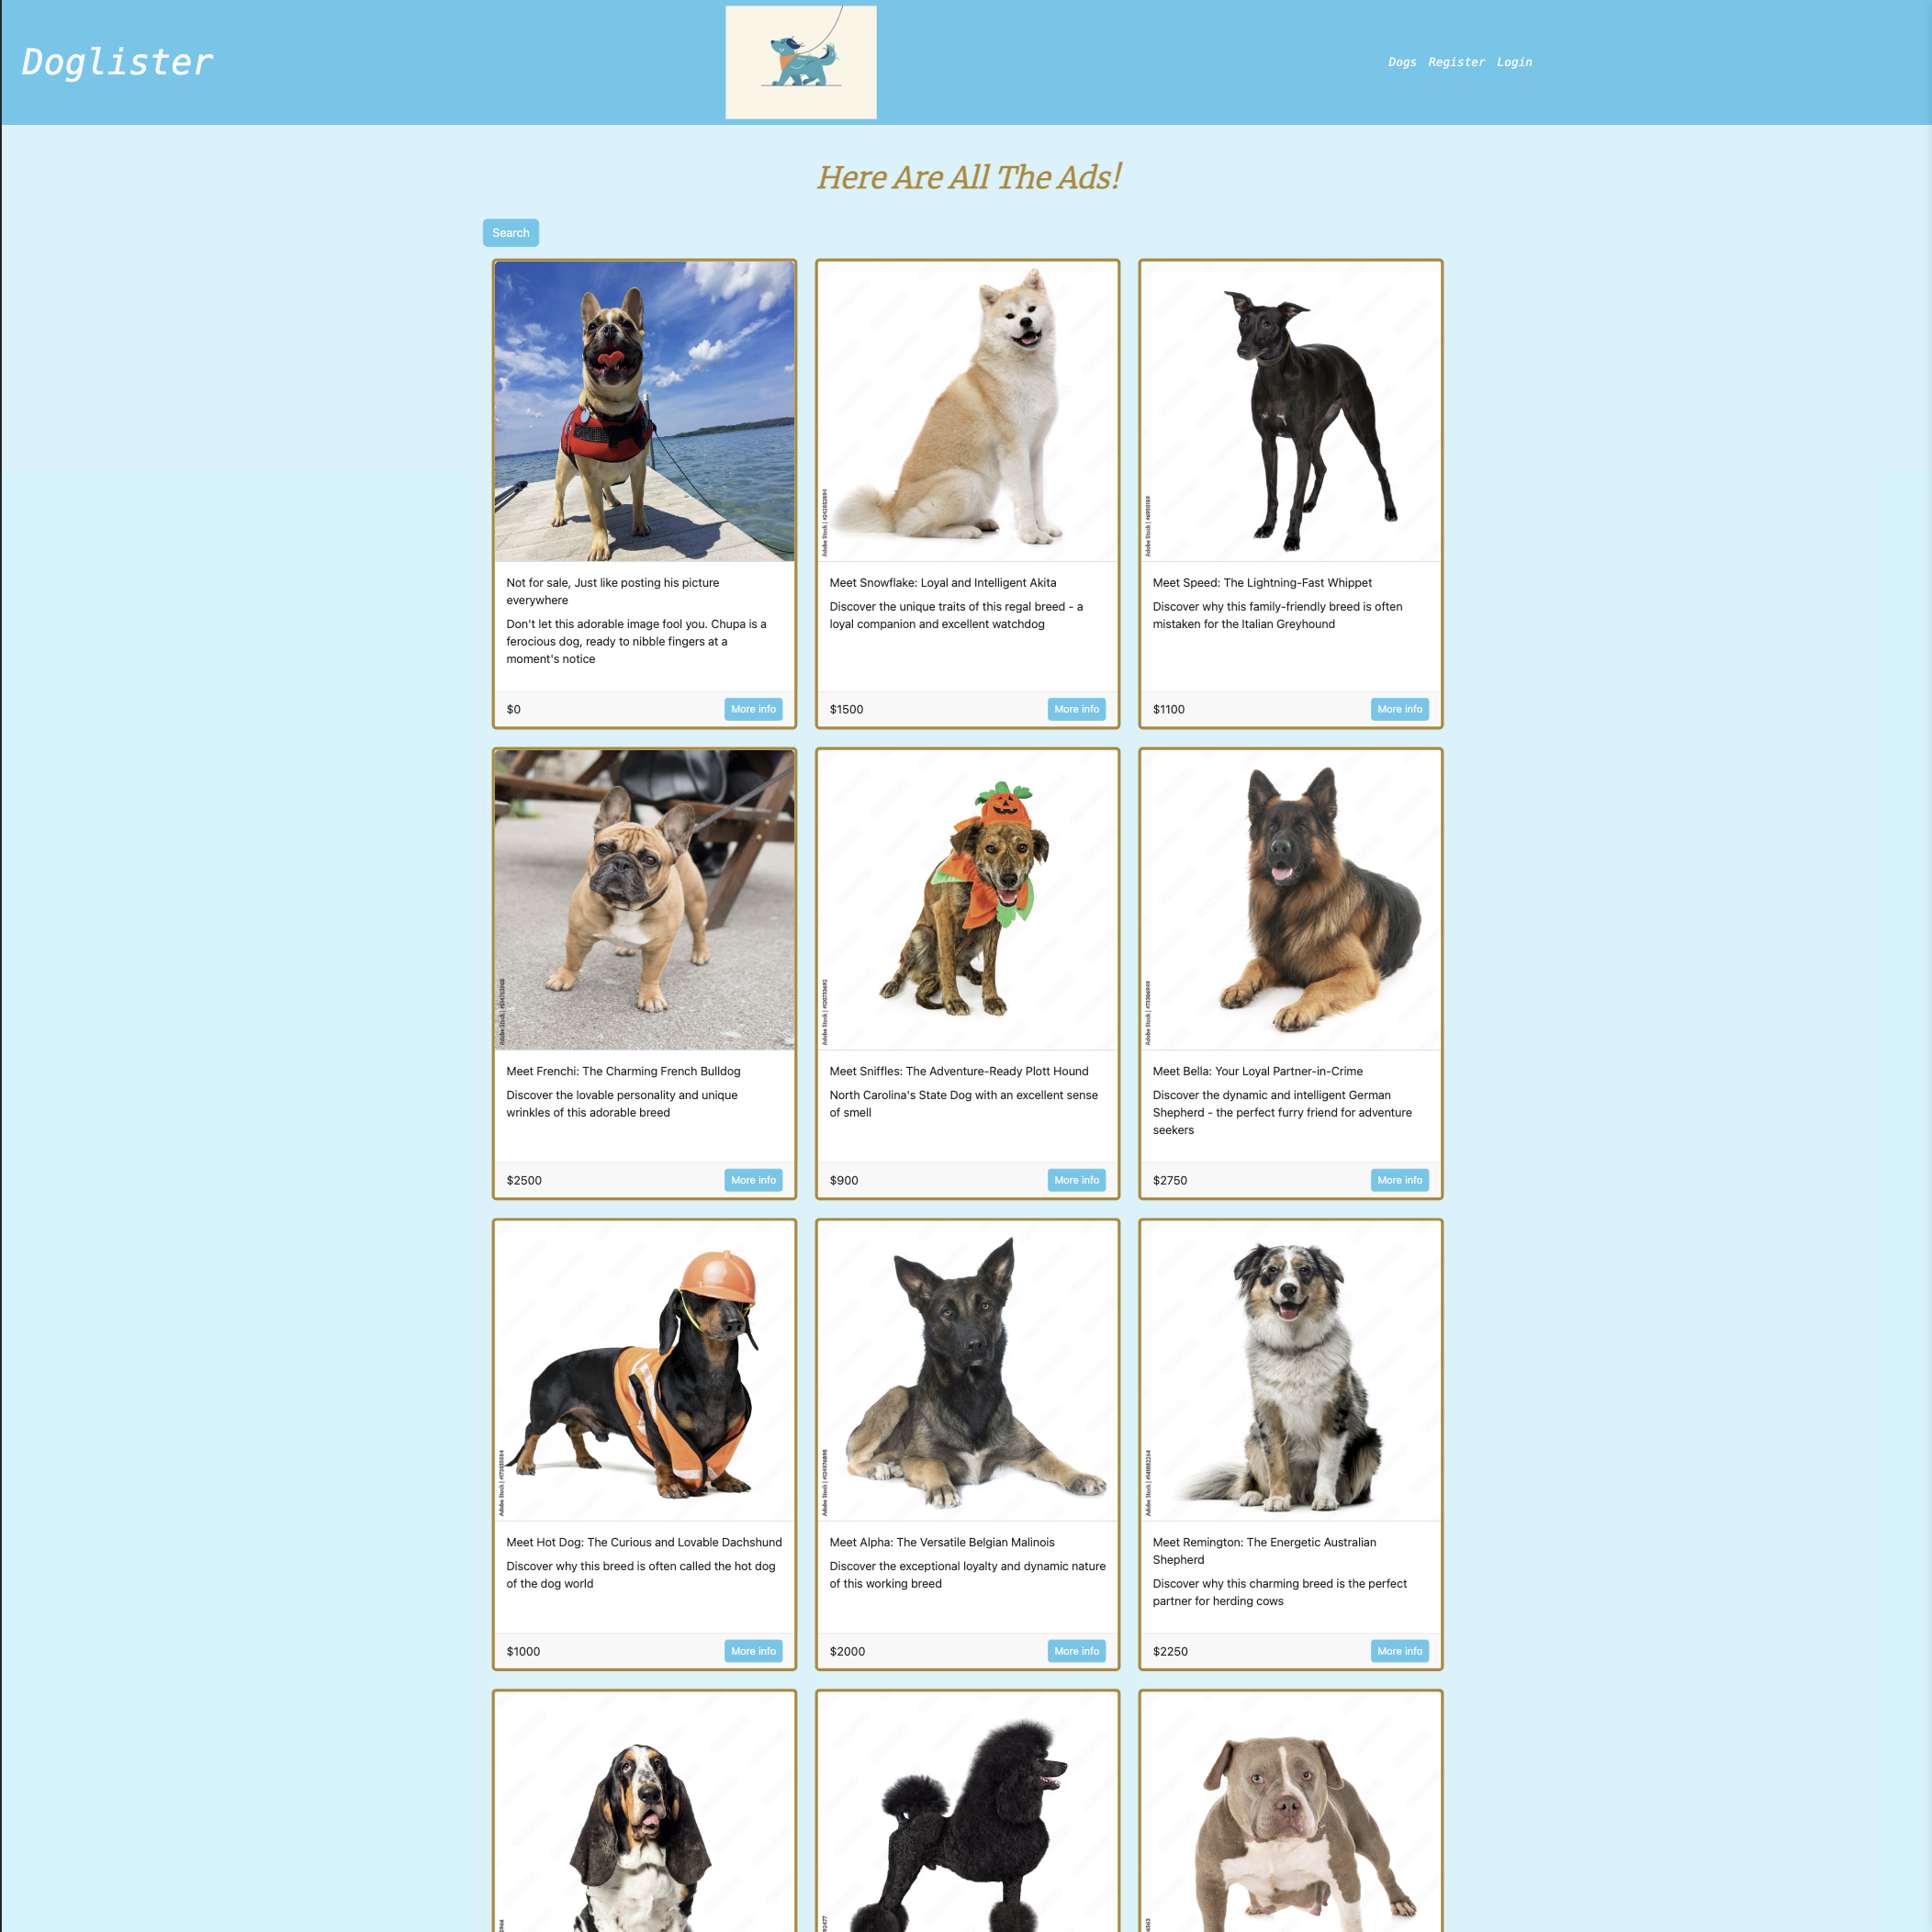 Doglister
Dogs Register Login
Here Are All The Ads!
Search
Not for sale, Just like posting his picture
everywhere
Don't let this adorable image fool you. Chupa is a
ferocious dog, ready to nibble fingers at a
moment's notice
$0
More info
Meet Snowflake: Loyal and Intelligent Akita
Discover the unique traits of this regal breed - a
loyal companion and excellent watchdog
$1500
More info
Meet Speed: The Lightning-Fast Whippet
Discover why this family-friendly breed is often
mistaken for the Italian Greyhound
$1100
More info
Meet Frenchi: The Charming French Bulldog
Discover the lovable personality and unique
wrinkles of this adorable breed
$2500
More info
Meet Sniffles: The Adventure-Ready Plott Hound
North Carolina's State Dog with an excellent sense
of smell
$900
More info
Meet Bella: Your Loyal Partner-in-Crime
Discover the dynamic and intelligent German
Shepherd - the perfect furry friend for adventure
seekers
$2750
More info
Meet Hot Dog: The Curious and Lovable Dachshund
Discover why this breed is often called the hot dog
of the dog world
$1000
More info
Meet Alpha: The Versatile Belgian Malinois
Discover the exceptional loyalty and dynamic nature
of this working breed
$2000
More info
Meet Remington: The Energetic Australian
Shepherd
Discover why this charming breed is the perfect
partner for herding cows
$2250
More info